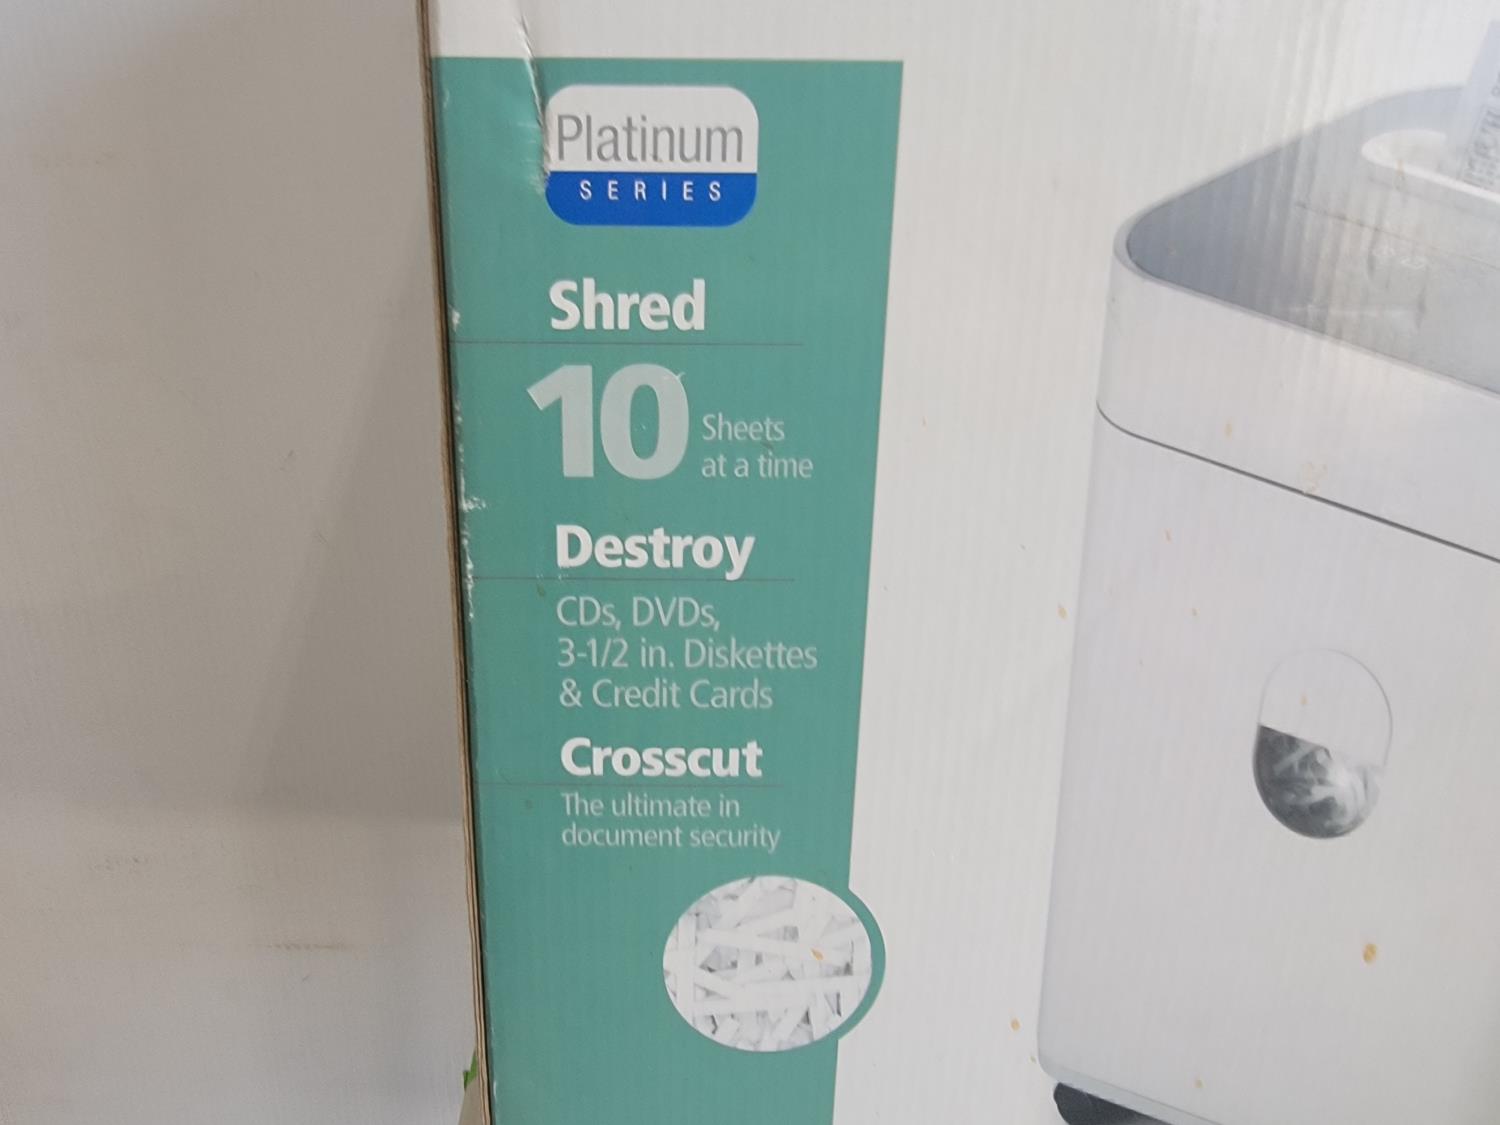 Platinum
SERIES
Shred
10 Sheets
at a time
Destroy
CDs, DVDs,
3-1/2 in. Diskettes
& Credit Cards
Crosscut
The ultimate in
document security